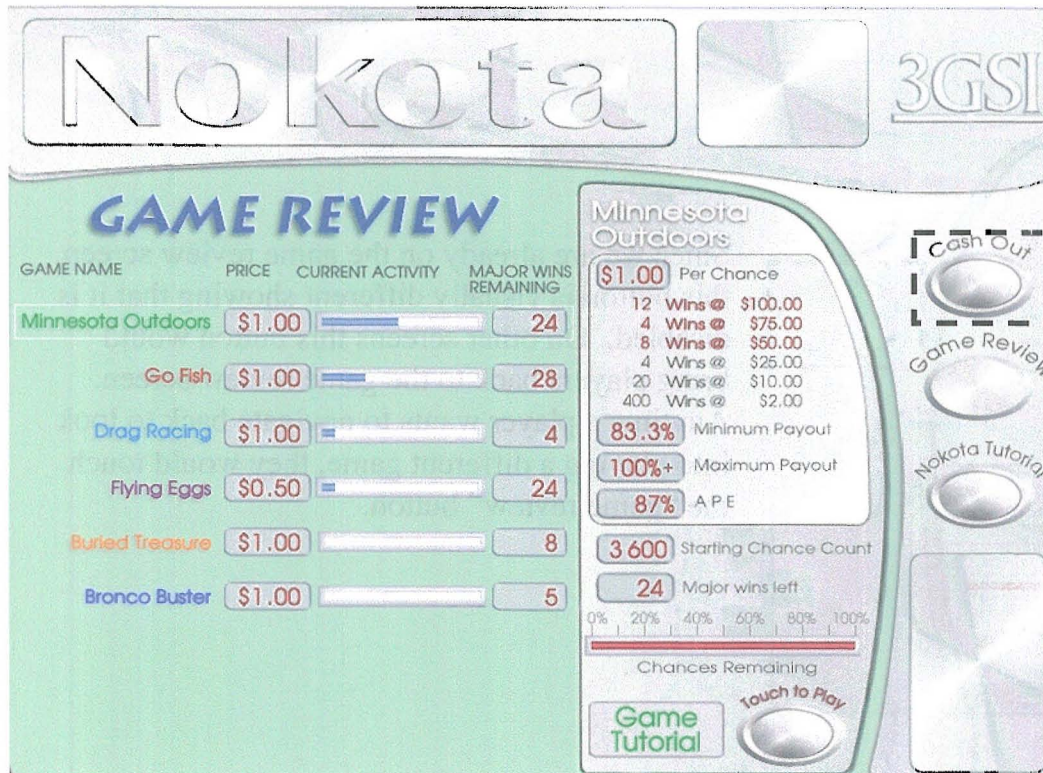 Nokota
3GSI
GAME REVIEW
GAME NAME PRICE CURRENT ACTIVITY MAJOR WINS REMAINING
Minnesota Outdoors $1.00 24
Go Fish $1.00 28
Drag Racing $1.00 4
Flying Eggs $0.50 24
Buried Treasure $1.00 8
Bronco Buster $1.00 5
Minnesota
Outdoors
$1.00 Per Chance
12 Wins @ $100.00
4 Wins @ $75.00
8 Wins @ $50.00
4 Wins @ $25.00
20 Wins @ $10.00
400 Wins @ $2.00
83.3% Minimum Payout
100%+ Maximum Payout
87% A P E
3600 Starting Chance Count
24 Major wins left
0% 20% 40% 60% 80% 100%
Chances Remaining
Game
Tutorial
Touch to Play
Cash Out
Game Review
Nokota Tutorial